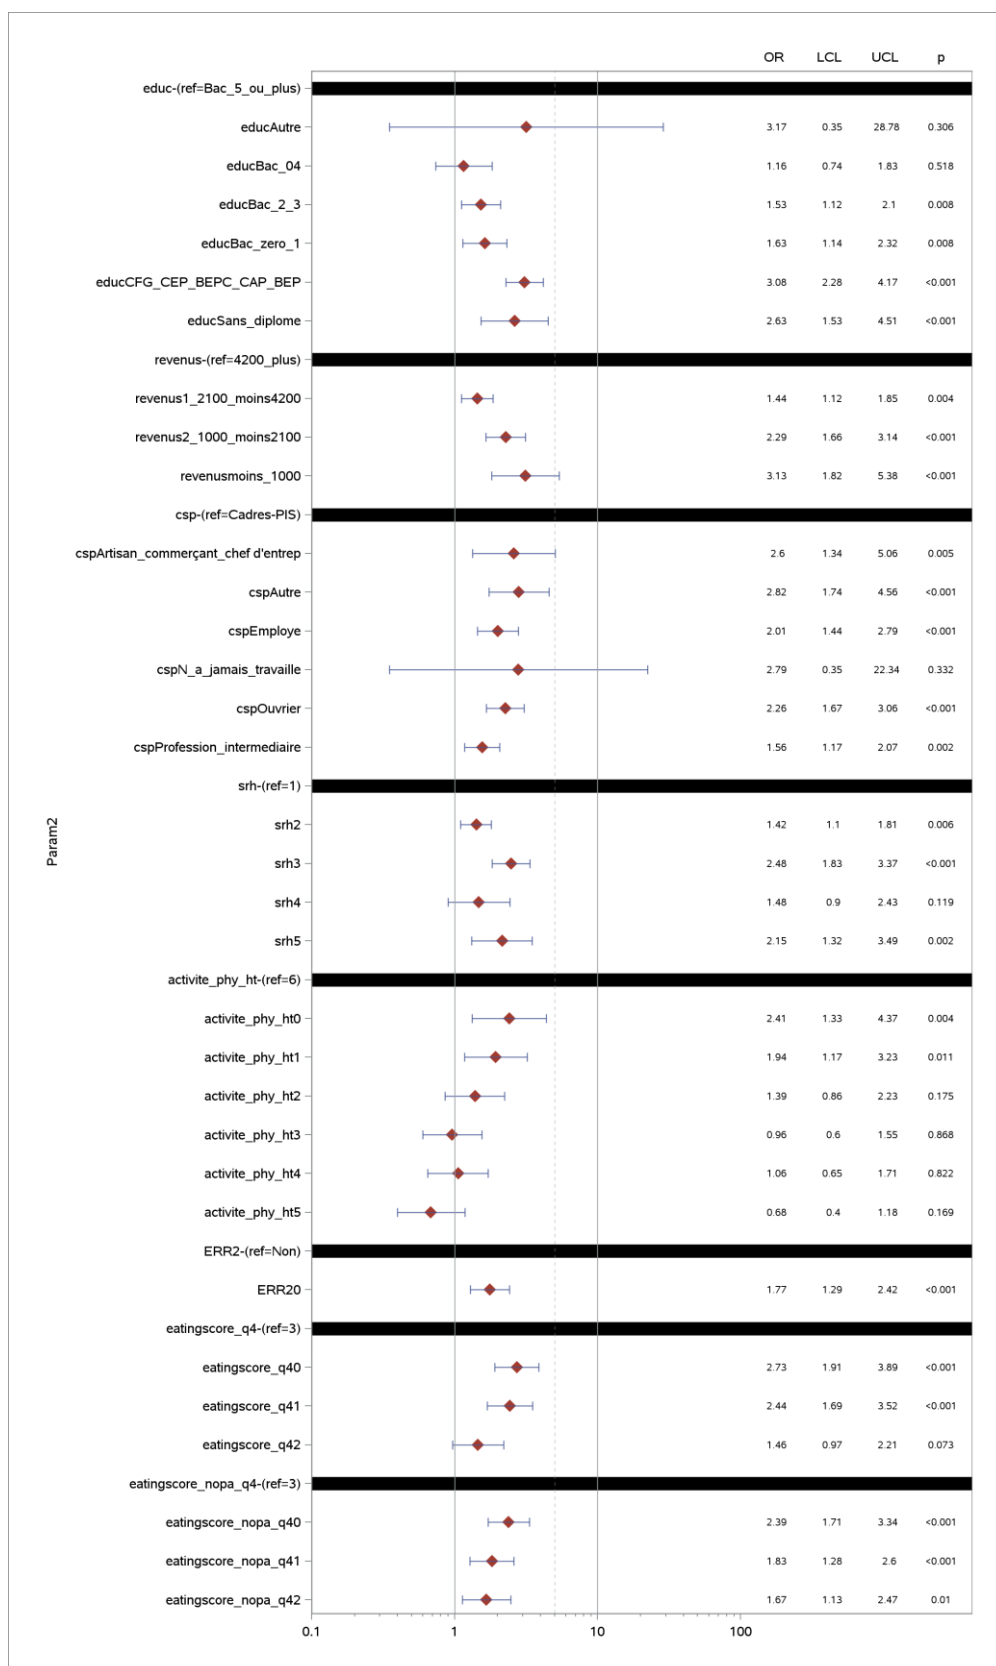 OR LCL UCL p
educ-(ref=Bac_5_ou_plus)
educAutre 3.17 0.35 28.78 0.306
educBac_04 1.16 0.74 1.83 0.518
educBac_2_3 1.53 1.12 2.1 0.008
educBac_zero_1 1.63 1.14 2.32 0.008
educCFG_CEP_BEPC_CAP_BEP 3.08 2.28 4.17 <0.001
educSans_diplome 2.63 1.53 4.51 <0.001
revenus-(ref=4200_plus)
revenus1_2100_moins4200 1.44 1.12 1.85 0.004
revenus2_1000_moins2100 2.29 1.66 3.14 <0.001
revenusmoins_1000 3.13 1.82 5.38 <0.001
csp-(ref=Cadres-PIS)
cspArtisan_commerçant_chef d'entrep 2.6 1.34 5.06 0.005
cspAutre 2.82 1.74 4.56 <0.001
cspEmploye 2.01 1.44 2.79 <0.001
cspN_a_jamais_travaille 2.79 0.35 22.34 0.332
cspOuvrier 2.26 1.67 3.06 <0.001
cspProfession_intermediaire 1.56 1.17 2.07 0.002
srh-(ref=1)
Param2
srh2 1.42 1.1 1.81 0.006
srh3 2.48 1.83 3.37 <0.001
srh4 1.48 0.9 2.43 0.119
srh5 2.15 1.32 3.49 0.002
activite_phy_ht-(ref=6)
activite_phy_ht0 2.41 1.33 4.37 0.004
activite_phy_ht1 1.94 1.17 3.23 0.011
activite_phy_ht2 1.39 0.86 2.23 0.175
activite_phy_ht3 0.96 0.6 1.55 0.868
activite_phy_ht4 1.06 0.65 1.71 0.822
activite_phy_ht5 0.68 0.4 1.18 0.169
ERR2-(ref=Non)
ERR20 1.77 1.29 2.42 <0.001
eatingscore_q4-(ref=3)
eatingscore_q40 2.73 1.91 3.89 <0.001
eatingscore_q41 2.44 1.69 3.52 <0.001
eatingscore_q42 1.46 0.97 2.21 0.073
eatingscore_nopa_q4-(ref=3)
eatingscore_nopa_q40 2.39 1.71 3.34 <0.001
eatingscore_nopa_q41 1.83 1.28 2.6 <0.001
eatingscore_nopa_q42 1.67 1.13 2.47 0.01
0.1 1 10 100